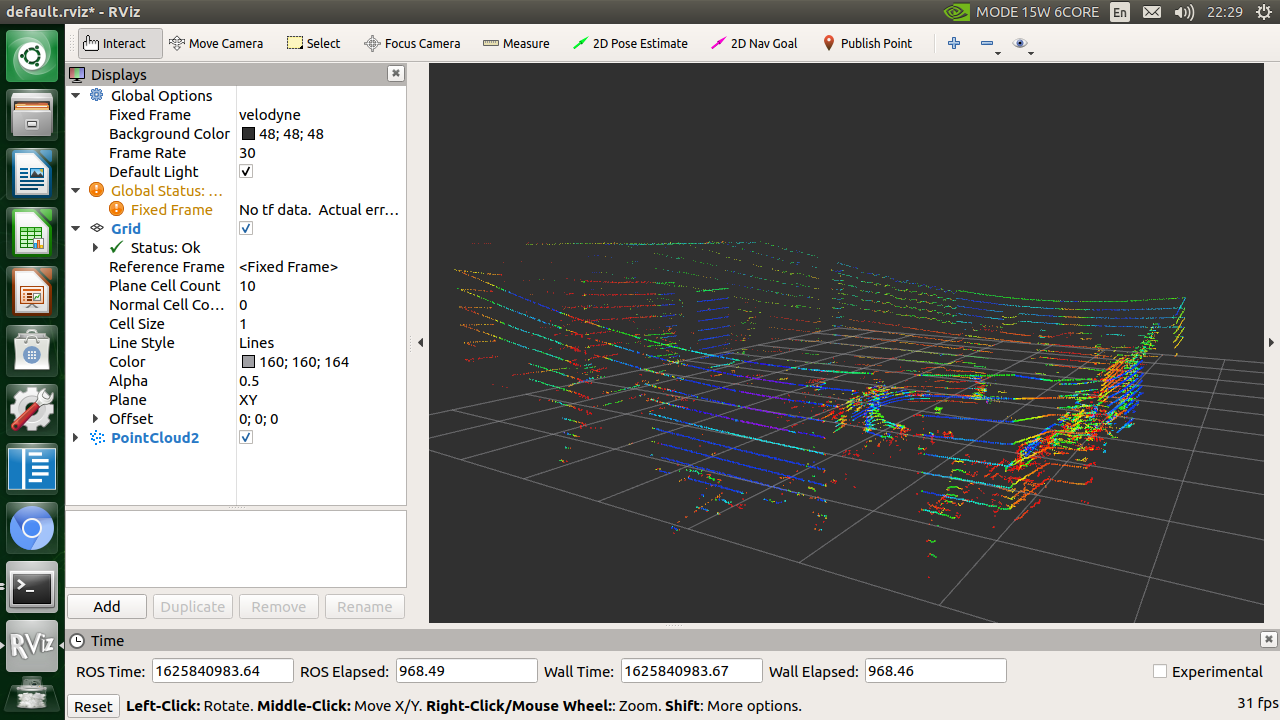 default.rviz* - RViz
MODE 15W 6CORE En 22:29
Interact Move Camera Select Focus Camera Measure 2D Pose Estimate 2D Nav Goal Publish Point
Displays
Global Options
Fixed Frame velodyne
Background Color 48; 48; 48
Frame Rate 30
Default Light
Global Status: ...
Fixed Frame No tf data.  Actual err...
Grid
Status: Ok
Reference Frame <Fixed Frame>
Plane Cell Count 10
Normal Cell Co... 0
Cell Size 1
Line Style Lines
Color 160; 160; 164
Alpha 0.5
Plane XY
Offset 0; 0; 0
PointCloud2
Add Duplicate Remove Rename
RViz
Time
ROS Time: 1625840983.64 ROS Elapsed: 968.49 Wall Time: 1625840983.67 Wall Elapsed: 968.46 Experimental
Reset Left-Click: Rotate. Middle-Click: Move X/Y. Right-Click/Mouse Wheel:: Zoom. Shift: More options. 31 fps